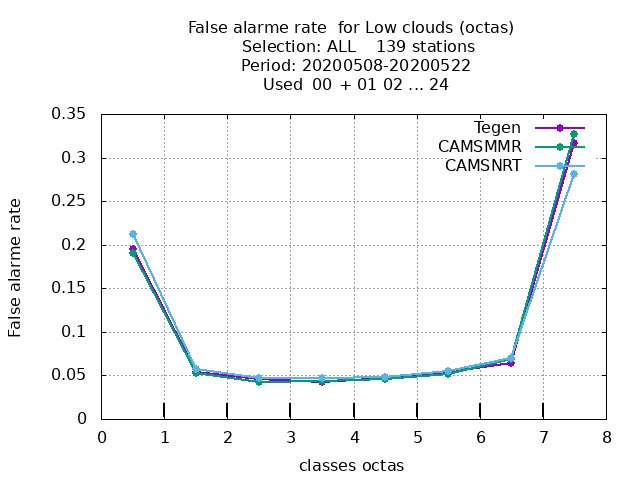 False alarme rate  for Low clouds (octas)
Selection: ALL    139 stations
Period: 20200508-20200522
Used  00 + 01 02 ... 24
Tegen
CAMSMMR
CAMSNRT
0.35
0.3
0.25
0.2
0.15
0.1
0.05
0
False alarme rate
0 1 2 3 4 5 6 7 8
classes octas